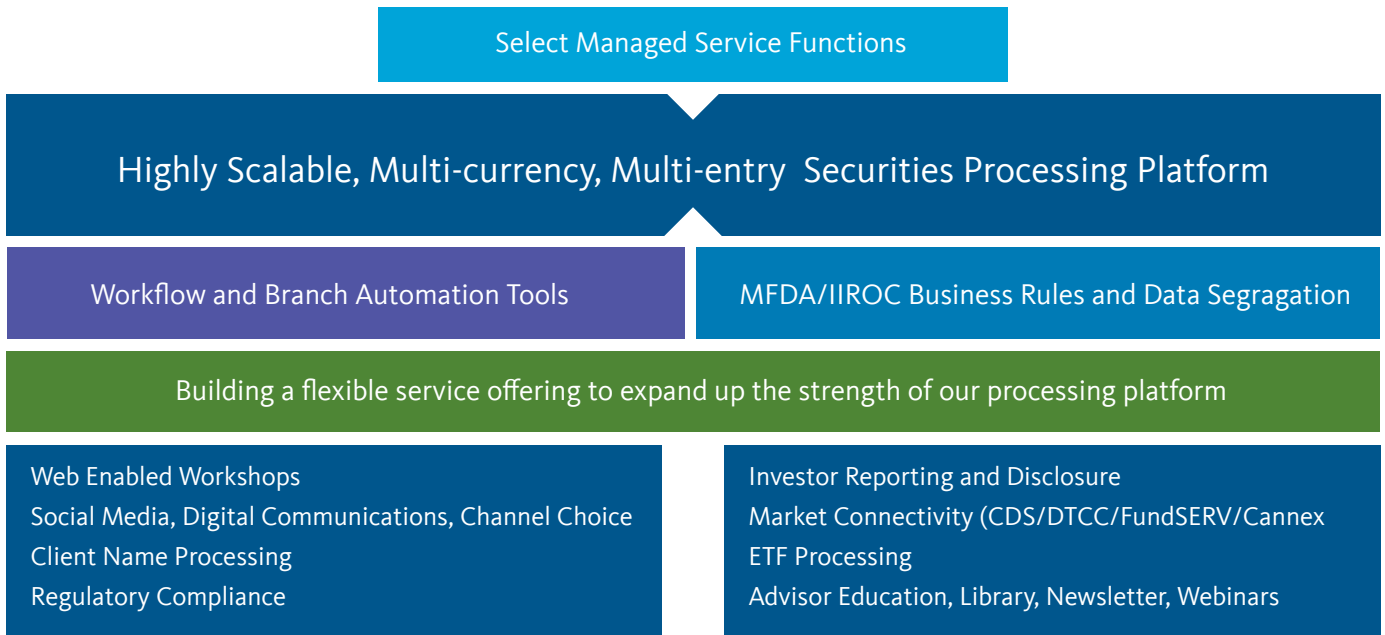 Select Managed Service Functions
Highly Scalable, Multi-currency, Multi-entry  Securities Processing Platform
Workflow and Branch Automation Tools
MFDA/IIROC Business Rules and Data Segragation
Building a flexible service offering to expand up the strength of our processing platform
Web Enabled Workshops
Social Media, Digital Communications, Channel Choice
Client Name Processing
Regulatory Compliance
Investor Reporting and Disclosure
Market Connectivity (CDS/DTCC/FundSERV/Cannex
ETF Processing
Advisor Education, Library, Newsletter, Webinars